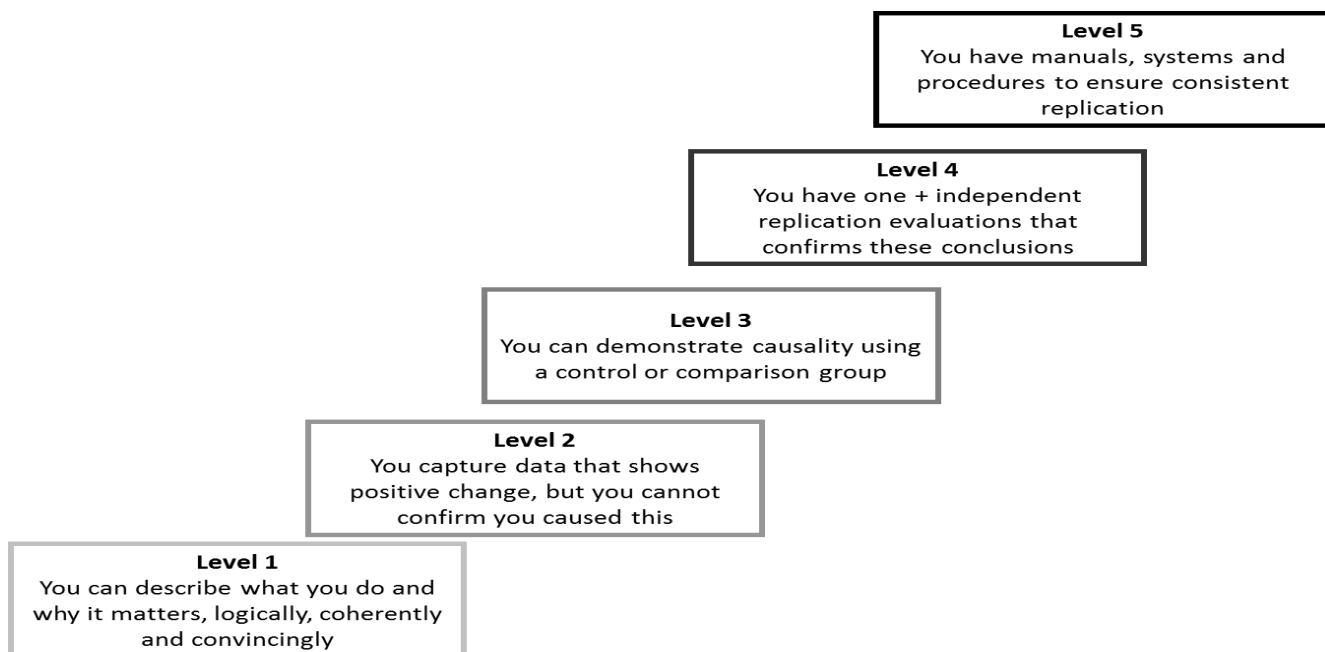 Level 5
You have manuals, systems and
procedures to ensure consistent
replication
Level 4
You have one + independent
replication evaluations that
confirms these conclusions
Level 3
You can demonstrate causality using
a control or comparison group
Level 2
You capture data that shows
positive change, but you cannot
confirm you caused this
Level 1
You can describe what you do and
why it matters, logically, coherently
and convincingly